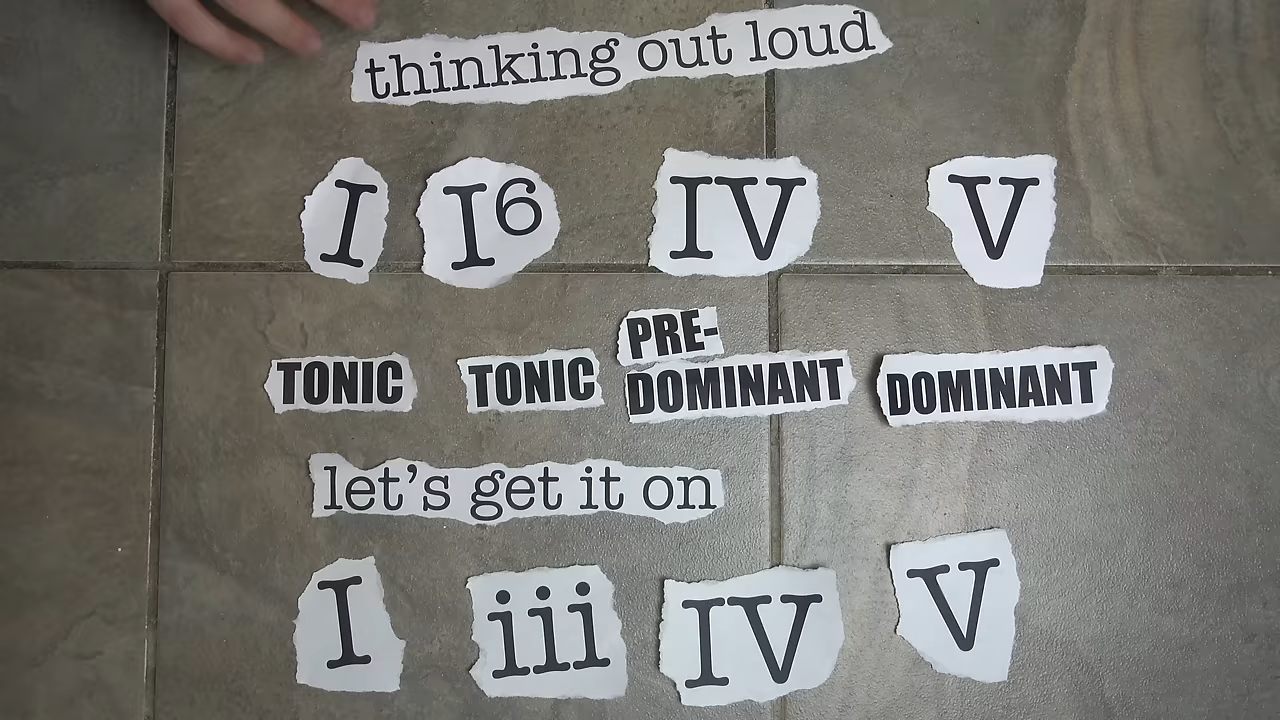 thinking out loud
I I⁶ IV V
TONIC TONIC PRE-
DOMINANT DOMINANT
let's get it on
I iii IV V